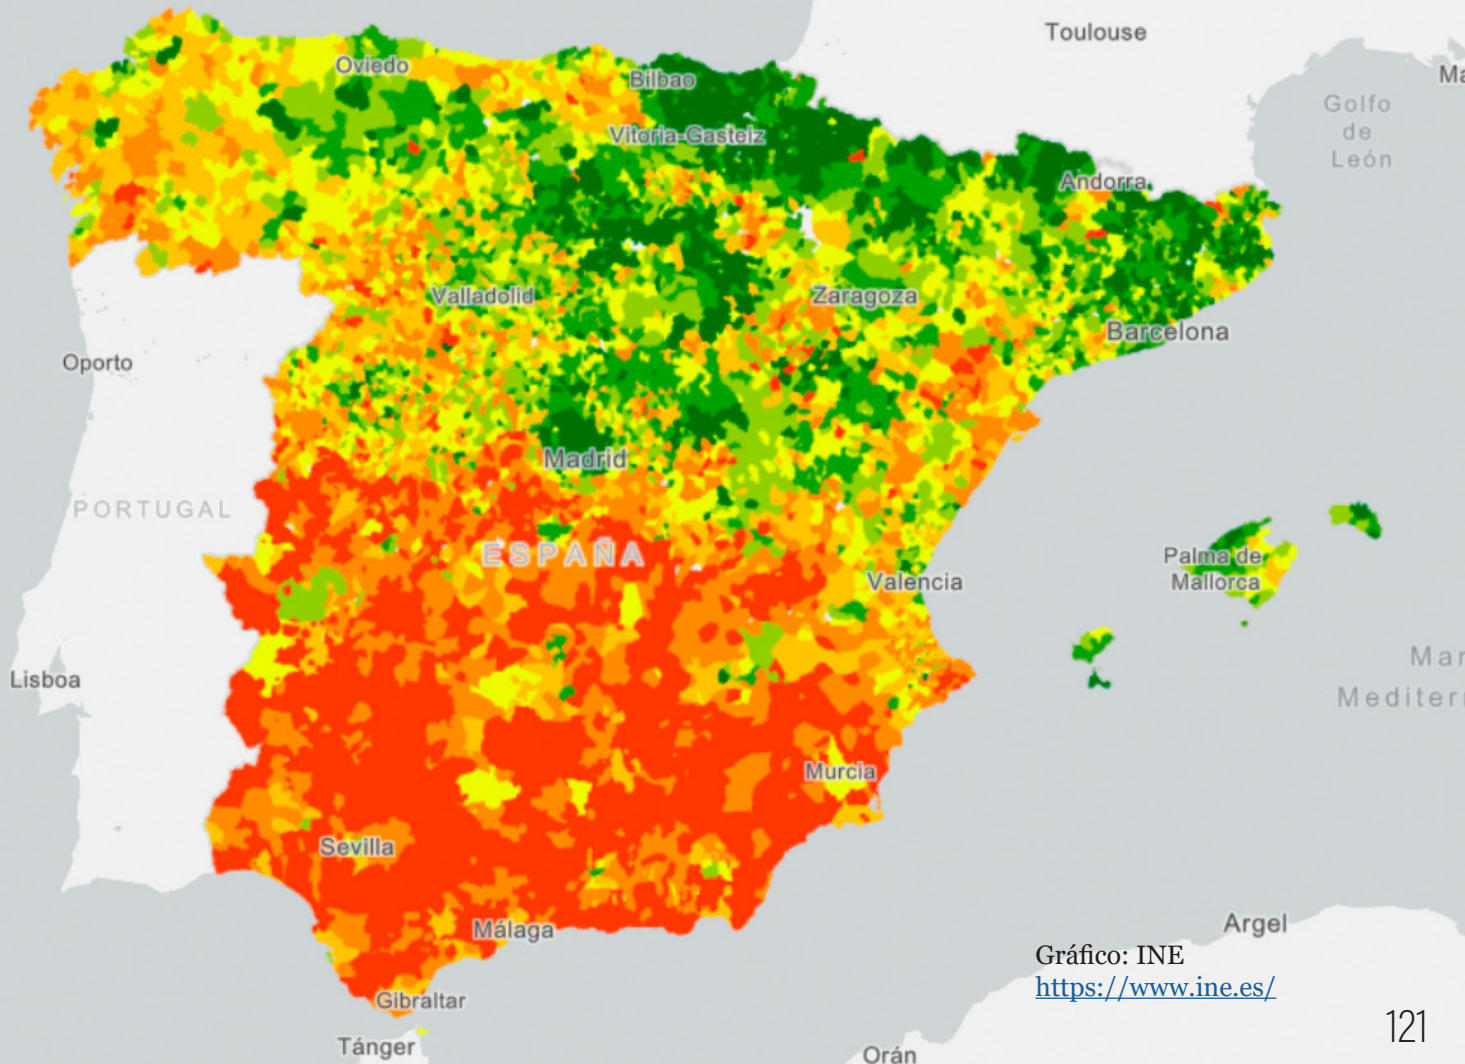 Toulouse
Oviedo
Bilbao
Golfo
de
León
Vitoria-Gasteiz
Andorra
Valladolid
Zaragoza
Barcelona
Oporto
Madrid
PORTUGAL
ESPAÑA
Palma de
Mallorca
Valencia
Lisboa
Murcia
Sevilla
Málaga
Argel
Gráfico: INE
https://www.ine.es/
Gibraltar
121
Tánger
Orán